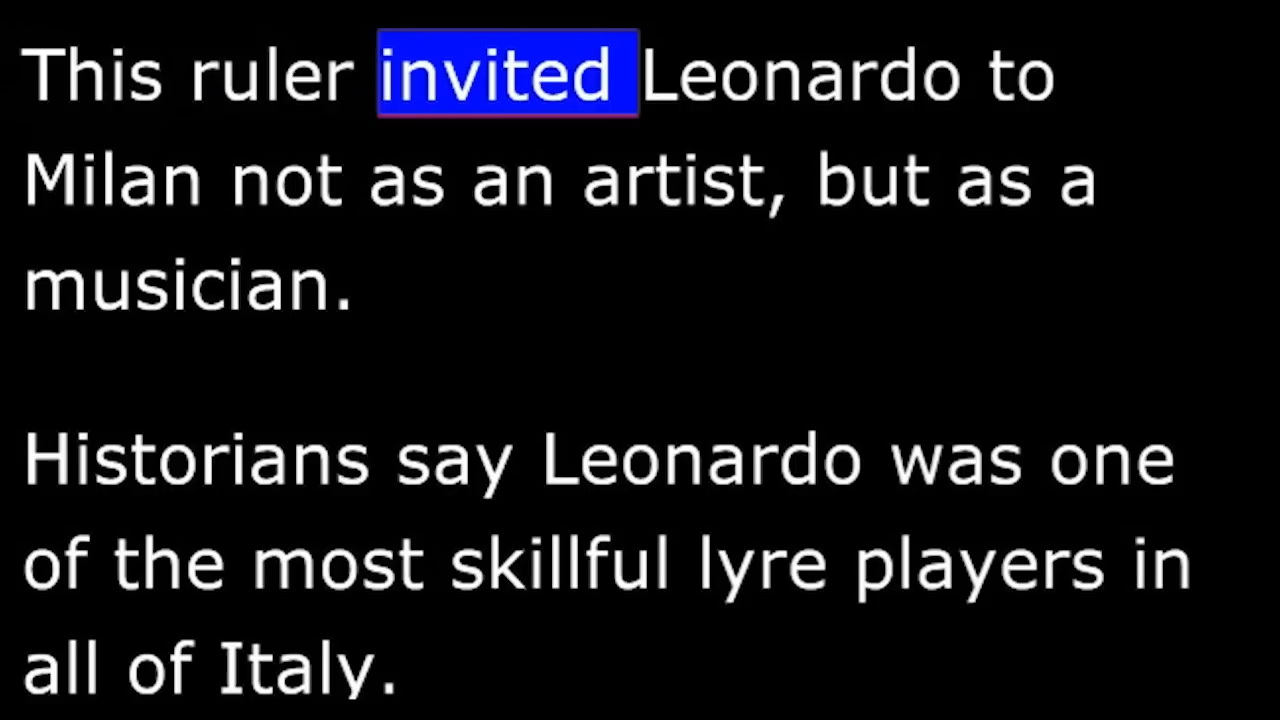 This ruler invited Leonardo to
Milan not as an artist, but as a
musician.
Historians say Leonardo was one
of the most skillful lyre players in
all of Italy.